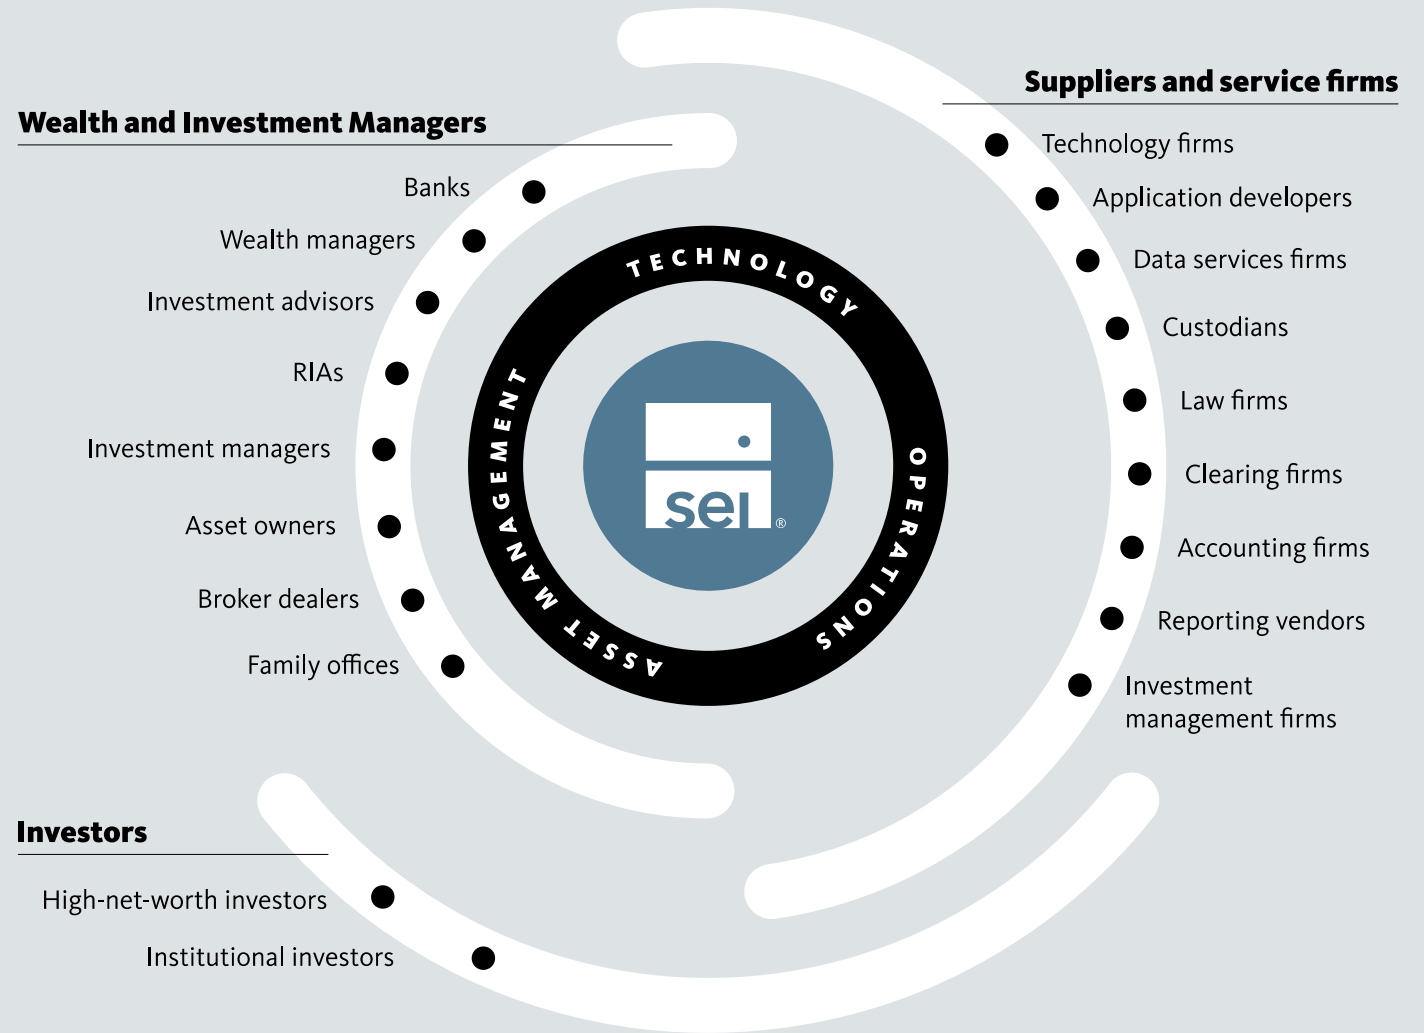 Suppliers and service firms
Technology firms
Application developers
Data services firms
Custodians
Law firms
Clearing firms
Accounting firms
Reporting vendors
Investment
management firms
Wealth and Investment Managers
Banks
Wealth managers
Investment advisors
RIAs
Investment managers
Asset owners
Broker dealers
Family offices
TECHNOLOGY
OPERATIONS
ASSET MANAGEMENT
sei®
Investors
High-net-worth investors
Institutional investors